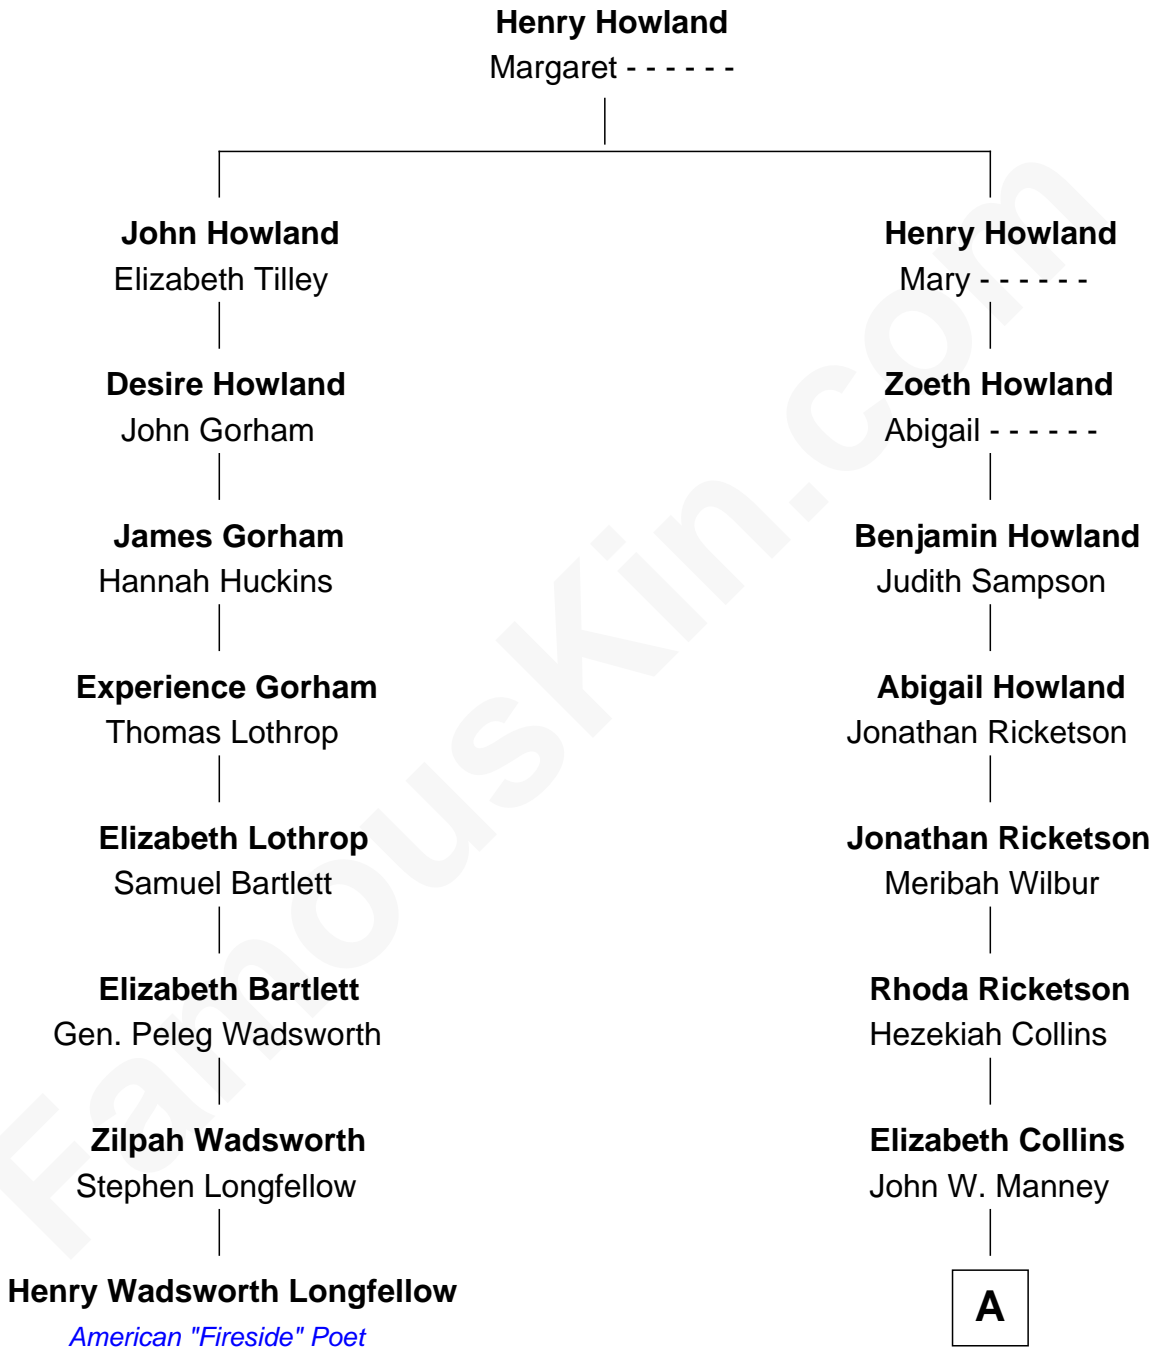 Henry Howland
Margaret - - - - - -
John Howland
Elizabeth Tilley
Henry Howland
Mary - - - - - -
Desire Howland
John Gorham
Zoeth Howland
Abigail - - - - - -
James Gorham
Hannah Huckins
Benjamin Howland
Judith Sampson
Experience Gorham
Thomas Lothrop
Abigail Howland
Jonathan Ricketson
Elizabeth Lothrop
Samuel Bartlett
Jonathan Ricketson
Meribah Wilbur
Elizabeth Bartlett
Gen. Peleg Wadsworth
Rhoda Ricketson
Hezekiah Collins
Zilpah Wadsworth
Stephen Longfellow
Elizabeth Collins
John W. Manney
Henry Wadsworth Longfellow
American "Fireside" Poet
A
FamousKin.com